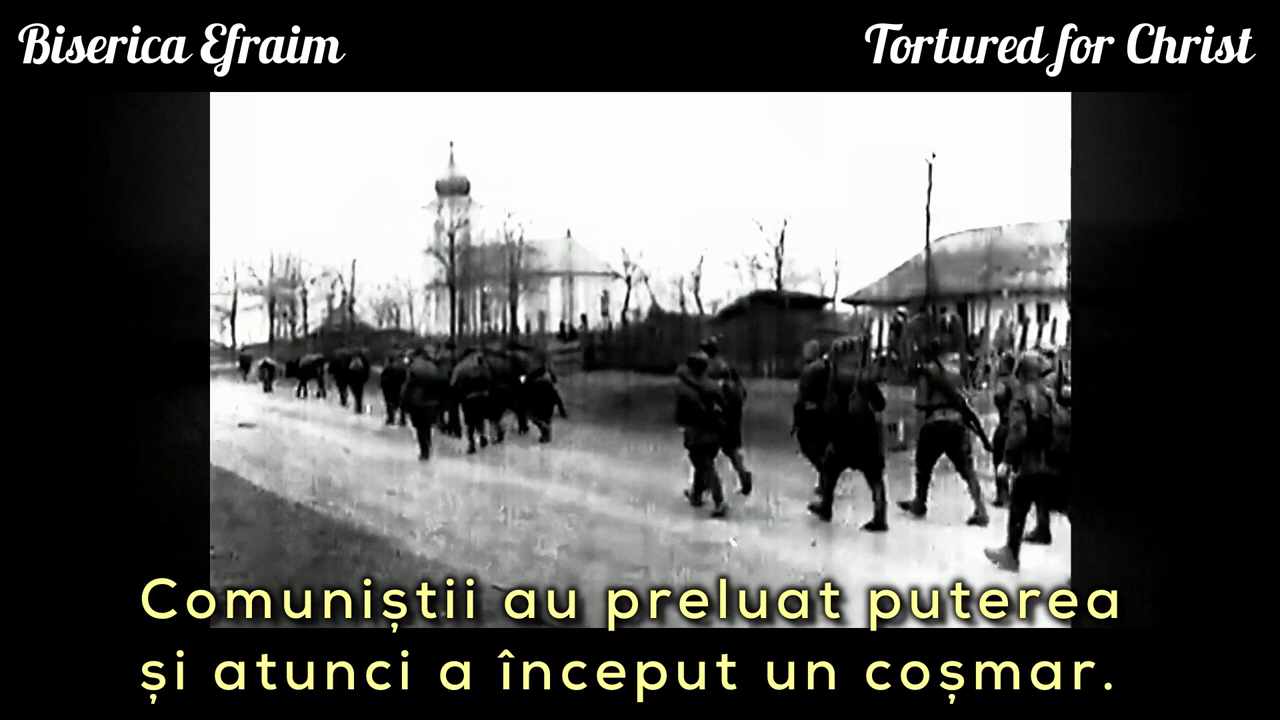 Biserica Efraim
Tortured for Christ
Comuniștii au preluat puterea
și atunci a început un coșmar.